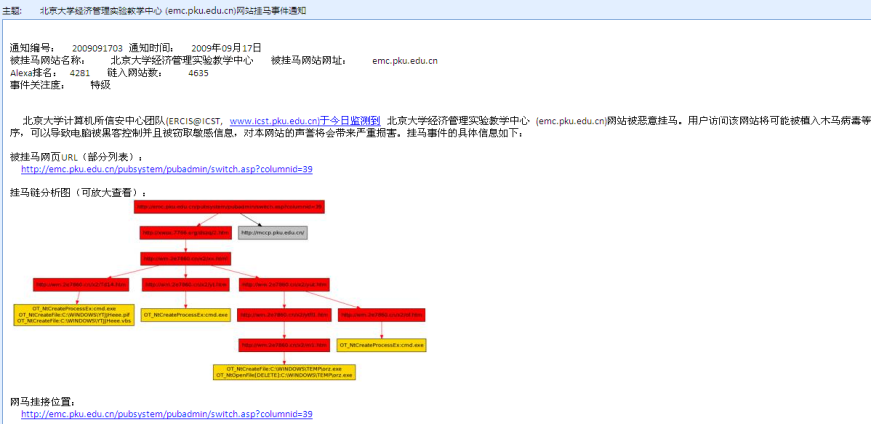 主题: 北京大学经济管理实验教学中心 (emc.pku.edu.cn)网站挂马事件通知
通知编号： 2009091703 通知时间： 2009年09月17日
被挂马网站名称： 北京大学经济管理实验教学中心 被挂马网站网址： emc.pku.edu.cn
Alexa排名： 4281 链入网站数： 4635
事件关注度： 特级
北京大学计算机所信安中心团队(ERCIS@ICST, www.icst.pku.edu.cn)于今日监测到 北京大学经济管理实验教学中心 (emc.pku.edu.cn)网站被恶意挂马。用户访问该网站将可能被植入木马病毒等
序，可以导致电脑被黑客控制并且被窃取敏感信息，对本网站的声誉将会带来严重损害。挂马事件的具体信息如下：
被挂马网页URL（部分列表）：
http://emc.pku.edu.cn/pubsystem/pubadmin/switch.asp?columnid=39
挂马链分析图（可放大查看）：
http://mccp.pku.edu.cn/
OT_NtCreateProcessEx:cmd.exe
OT_NtCreateFile:C:\WINDOWS\YTJJHeee.pif
OT_NtCreateFile:C:\WINDOWS\YTJJHeee.vbs
OT_NtCreateProcessEx:cmd.exe
OT_NtCreateProcessEx:cmd.exe
OT_NtCreateFile:C:\WINDOWS\TEMP\orz.exe
OT_NtOpenFile[DELETE]:C:\WINDOWS\TEMP\orz.exe
网马挂接位置：
http://emc.pku.edu.cn/pubsystem/pubadmin/switch.asp?columnid=39